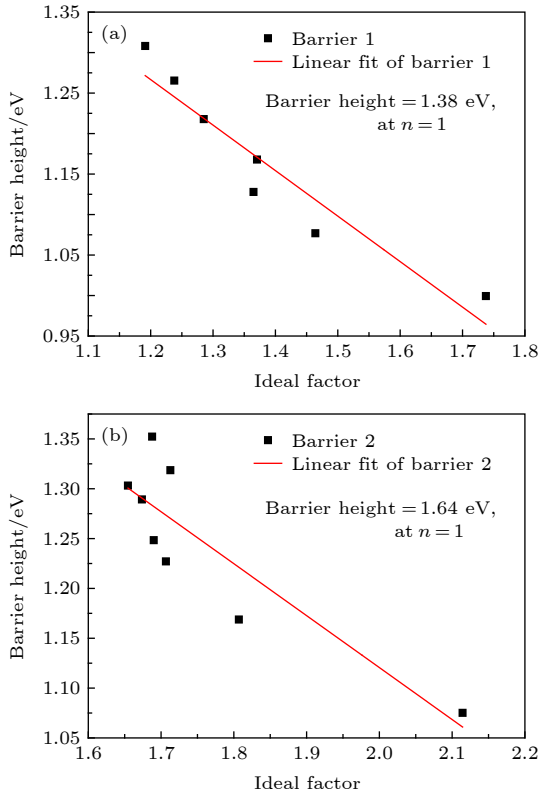 (a)
Barrier 1
Linear fit of barrier 1
Barrier height = 1.38 eV,
at n = 1
1.35
1.25
1.15
1.05
0.95
Barrier height/eV
1.1 1.2 1.3 1.4 1.5 1.6 1.7 1.8
Ideal factor
(b)
Barrier 2
Linear fit of barrier 2
Barrier height = 1.64 eV,
at n = 1
1.35
1.30
1.25
1.20
1.15
1.10
1.05
Barrier height/eV
1.6 1.7 1.8 1.9 2.0 2.1 2.2
Ideal factor